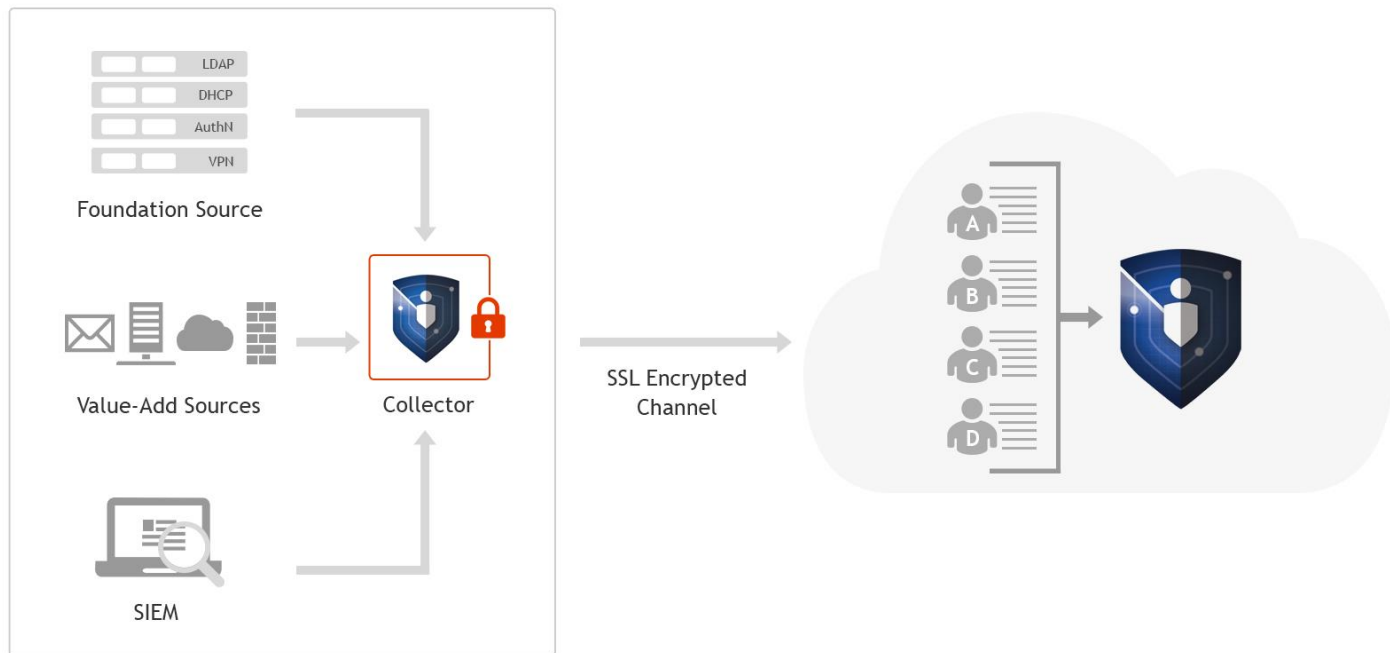 LDAP
DHCP
AuthN
VPN
Foundation Source
Value-Add Sources
Collector
SIEM
SSL Encrypted
Channel
A
B
C
D